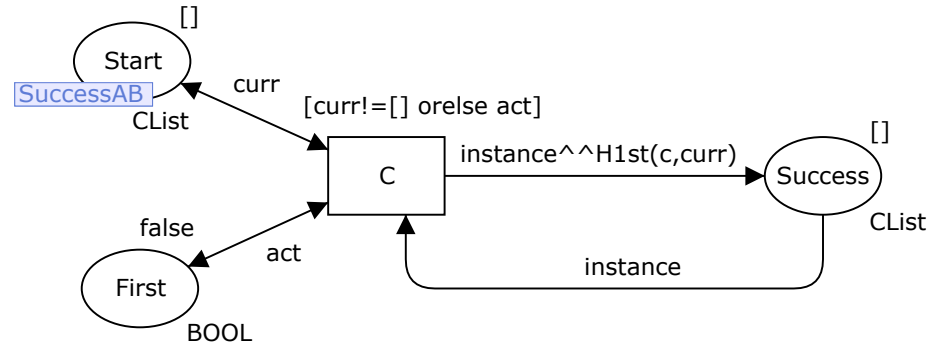 []
Start
SuccessAB
CList
curr
[curr!=[] orelse act]
C
instance^^H1st(c,curr)
[]
Success
CList
false
act
First
BOOL
instance